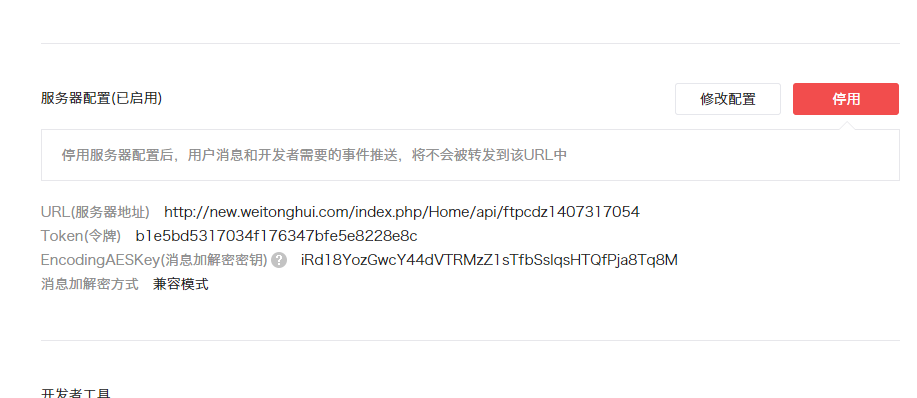 服务器配置(已启用)
修改配置
停用
停用服务器配置后，用户消息和开发者需要的事件推送，将不会被转发到该URL中
URL(服务器地址) http://new.weitonghui.com/index.php/Home/api/ftpcdz1407317054
Token(令牌) b1e5bd5317034f176347bfe5e8228e8c
EncodingAESKey(消息加解密密钥) ? iRd18YozGwcY44dVTRMzZ1sTfbSslqsHTQfPja8Tq8M
消息加解密方式 兼容模式
开发者工具